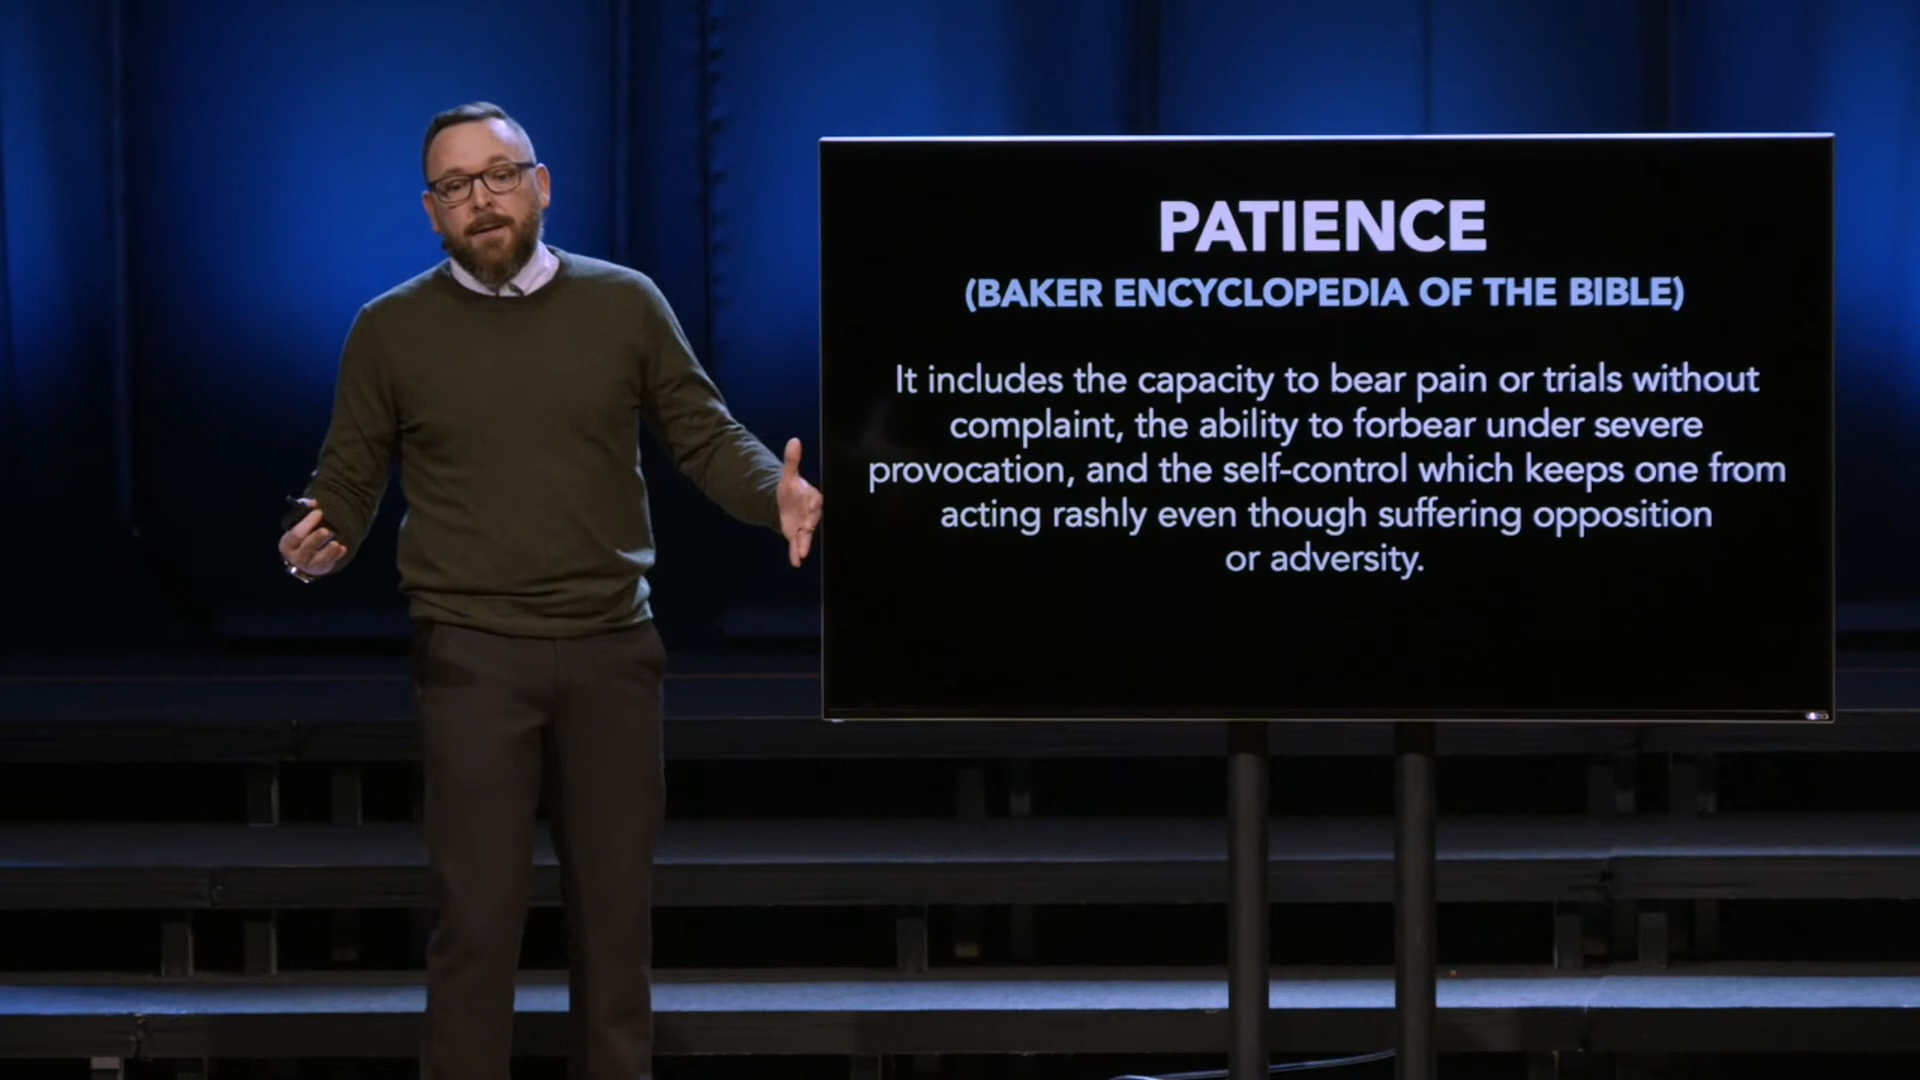 PATIENCE
(BAKER ENCYCLOPEDIA OF THE BIBLE)
It includes the capacity to bear pain or trials without
complaint, the ability to forbear under severe
provocation, and the self-control which keeps one from
acting rashly even though suffering opposition
or adversity.